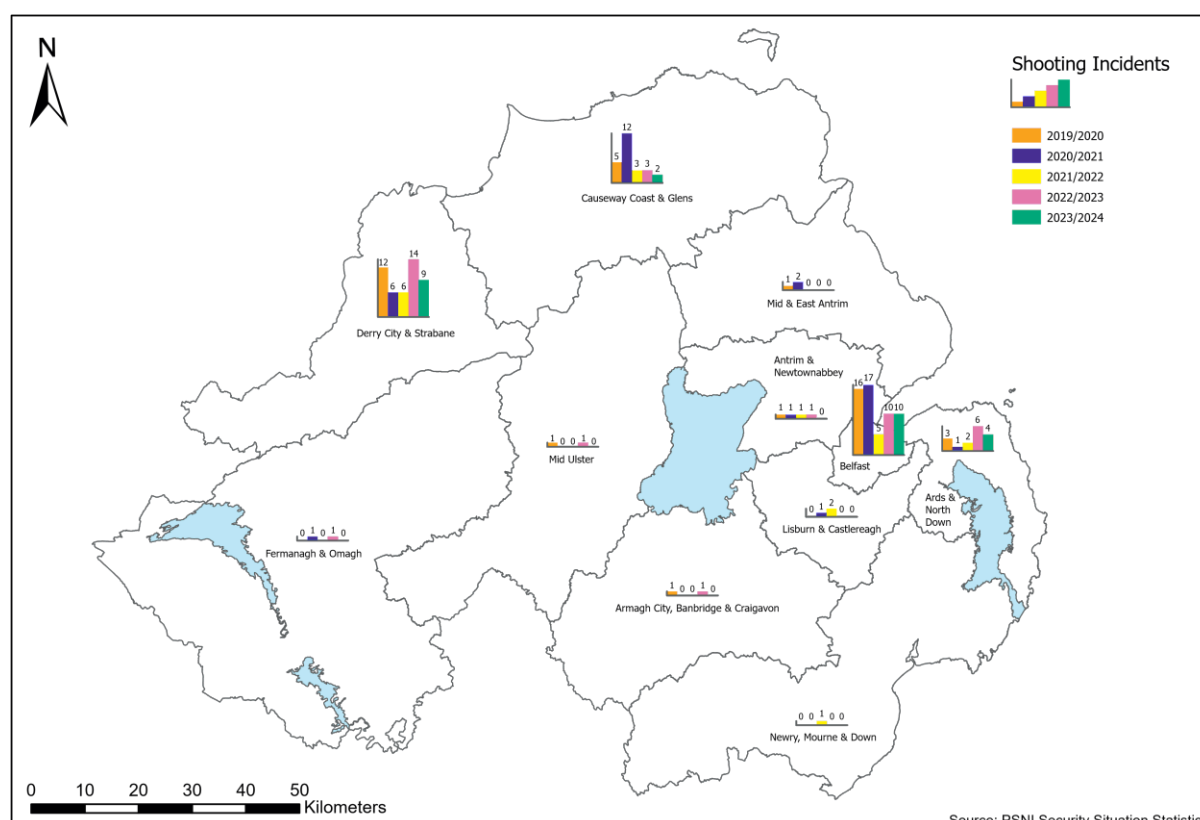 N
Shooting Incidents
2019/2020
2020/2021
2021/2022
2022/2023
2023/2024
5 12 3 3 2
Causeway Coast & Glens
12 6 6 14 9
Derry City & Strabane
1 2 0 0 0
Mid & East Antrim
Antrim &
Newtownabbey
1 1 1 1 0
16 17 5 10 10
Belfast
3 1 2 6 4
Ards &
North
Down
1 0 0 1 0
Mid Ulster
0 1 2 0 0
Lisburn & Castlereagh
0 1 0 1 0
Fermanagh & Omagh
1 0 0 1 0
Armagh City, Banbridge & Craigavon
0 0 1 0 0
Newry, Mourne & Down
0 10 20 30 40 50
Kilometers
Source: PSNI Security Situation